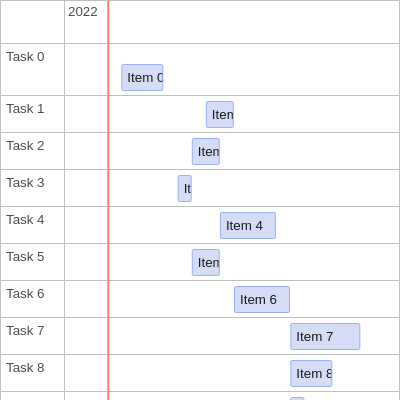 2022
Task 0
Item 0
Task 1
Item
Task 2
Item
Task 3
It
Task 4
Item 4
Task 5
Item
Task 6
Item 6
Task 7
Item 7
Task 8
Item 8